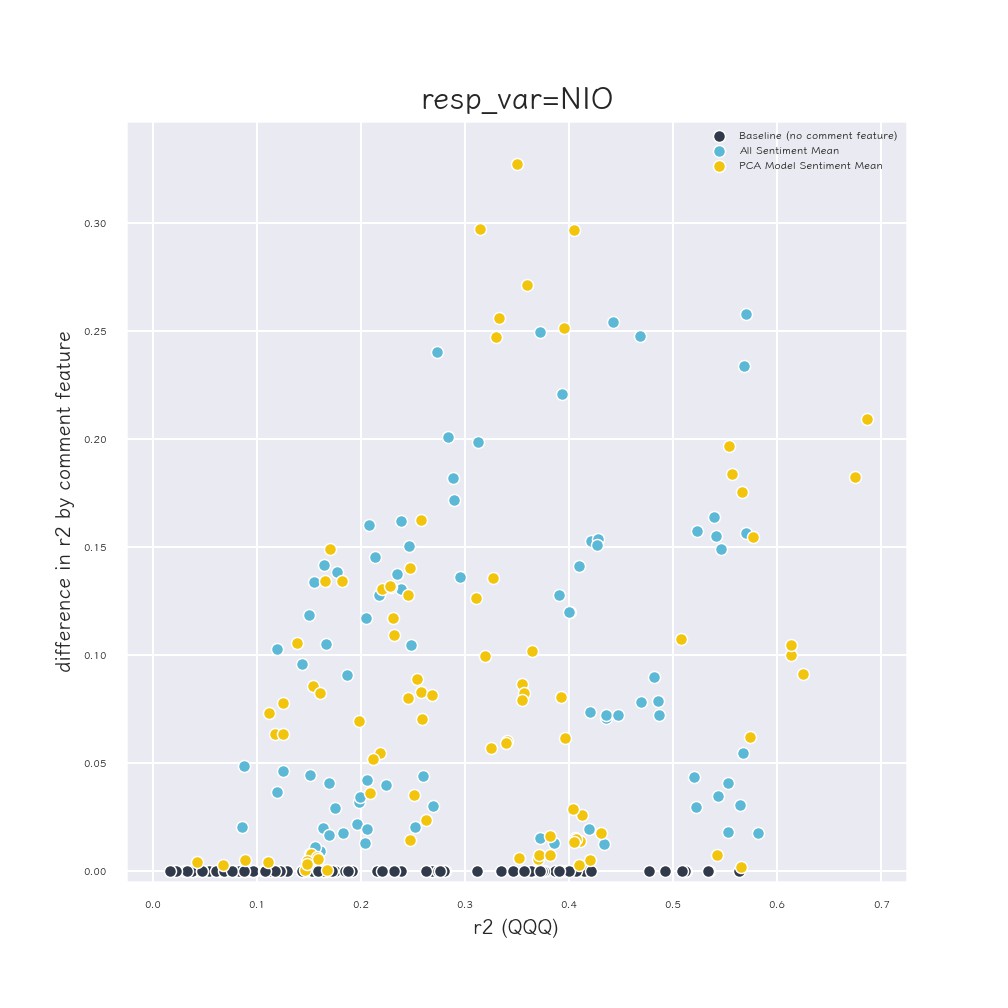 resp_var=NIO
Baseline (no comment feature)
All Sentiment Mean
PCA Model Sentiment Mean
difference in r2 by comment feature
0.30
0.25
0.20
0.15
0.10
0.05
0.00
0.0 0.1 0.2 0.3 0.4 0.5 0.6 0.7
r2 (QQQ)